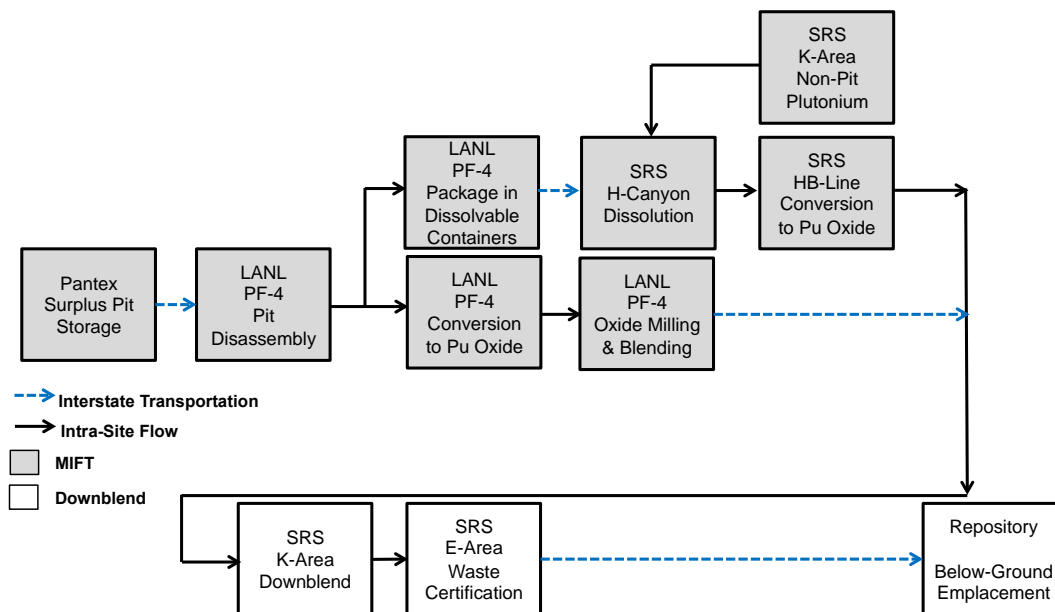 SRS
K-Area
Non-Pit
Plutonium
LANL
PF-4
Package in
Dissolvable
Containers
SRS
H-Canyon
Dissolution
SRS
HB-Line
Conversion
to Pu Oxide
Pantex
Surplus Pit
Storage
LANL
PF-4
Pit
Disassembly
LANL
PF-4
Conversion
to Pu Oxide
LANL
PF-4
Oxide Milling
& Blending
Interstate Transportation
Intra-Site Flow
MIFT
Downblend
SRS
K-Area
Downblend
SRS
E-Area
Waste
Certification
Repository
Below-Ground
Emplacement